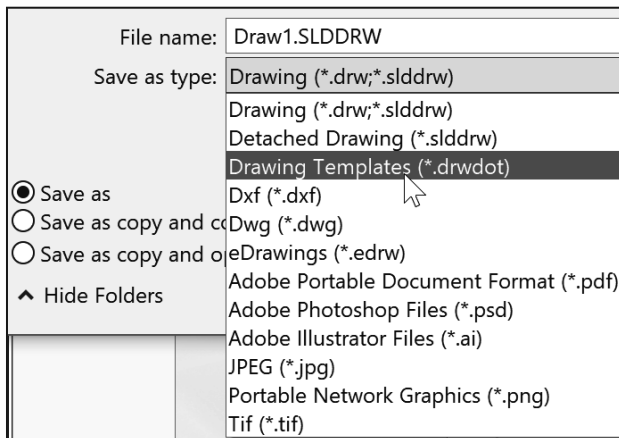 File name: Draw1.SLDDRW
Save as type: Drawing (*.drw;*.slddrw)
Drawing (*.drw;*.slddrw)
Detached Drawing (*.slddrw)
Drawing Templates (*.drwdot)
Save as
Dxf (*.dxf)
Save as copy and
Dwg (*.dwg)
Save as copy and
eDrawings (*.edrw)
Hide Folders
Adobe Portable Document Format (*.pdf)
Adobe Photoshop Files (*.psd)
Adobe Illustrator Files (*.ai)
JPEG (*.jpg)
Portable Network Graphics (*.png)
Tif (*.tif)